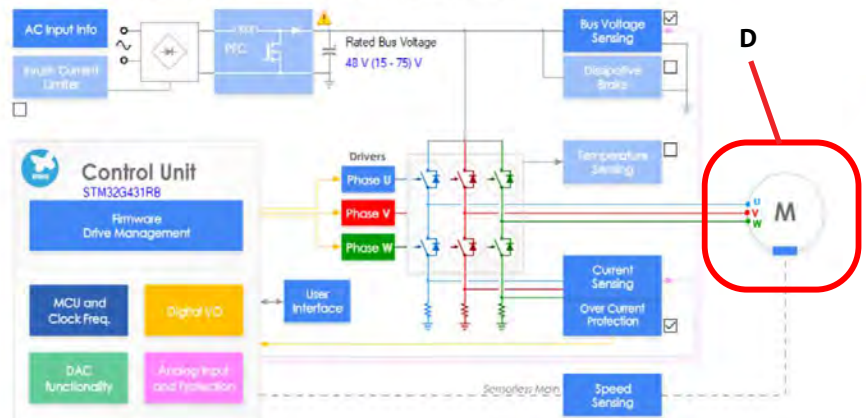 AC Input Info
Inrush Current
Limiter
PFC
Rated Bus Voltage
48 V (15 - 75) V
Bus Voltage
Sensing
Dissipative
Brake
D
Temperature
Sensing
Control Unit
STM32G431RB
Firmware
Drive Management
Drivers
Phase U
Phase V
Phase W
U
V
W
M
MCU and
Clock Freq.
Digital I/O
User
Interface
Current
Sensing
Over Current
Protection
DAC
functionality
Analog Input
and Protection
Sensorless Main
Speed
Sensing